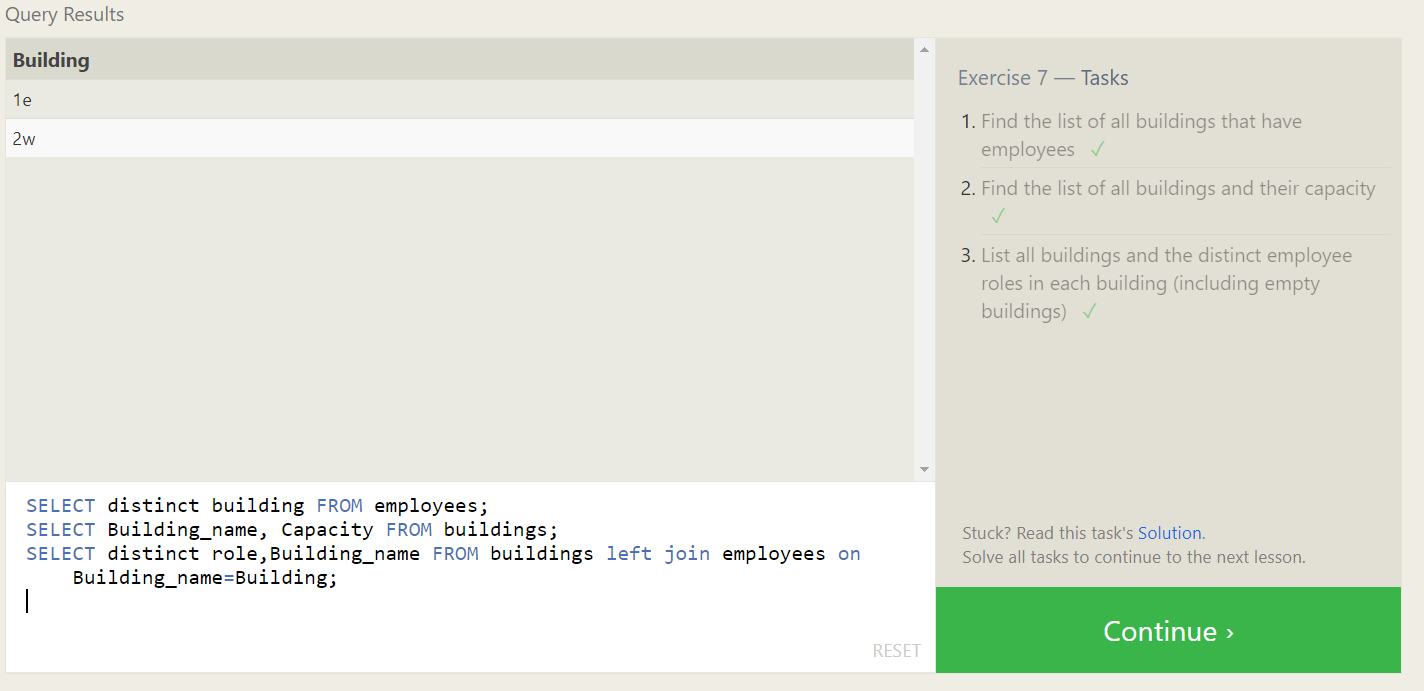 Query Results
Building
1e
2w
SELECT distinct building FROM employees;
SELECT Building_name, Capacity FROM buildings;
SELECT distinct role,Building_name FROM buildings left join employees on
Building_name=Building;
RESET
Exercise 7 — Tasks
1. Find the list of all buildings that have
employees ✓
2. Find the list of all buildings and their capacity
✓
3. List all buildings and the distinct employee
roles in each building (including empty
buildings) ✓
Stuck? Read this task's Solution.
Solve all tasks to continue to the next lesson.
Continue ›